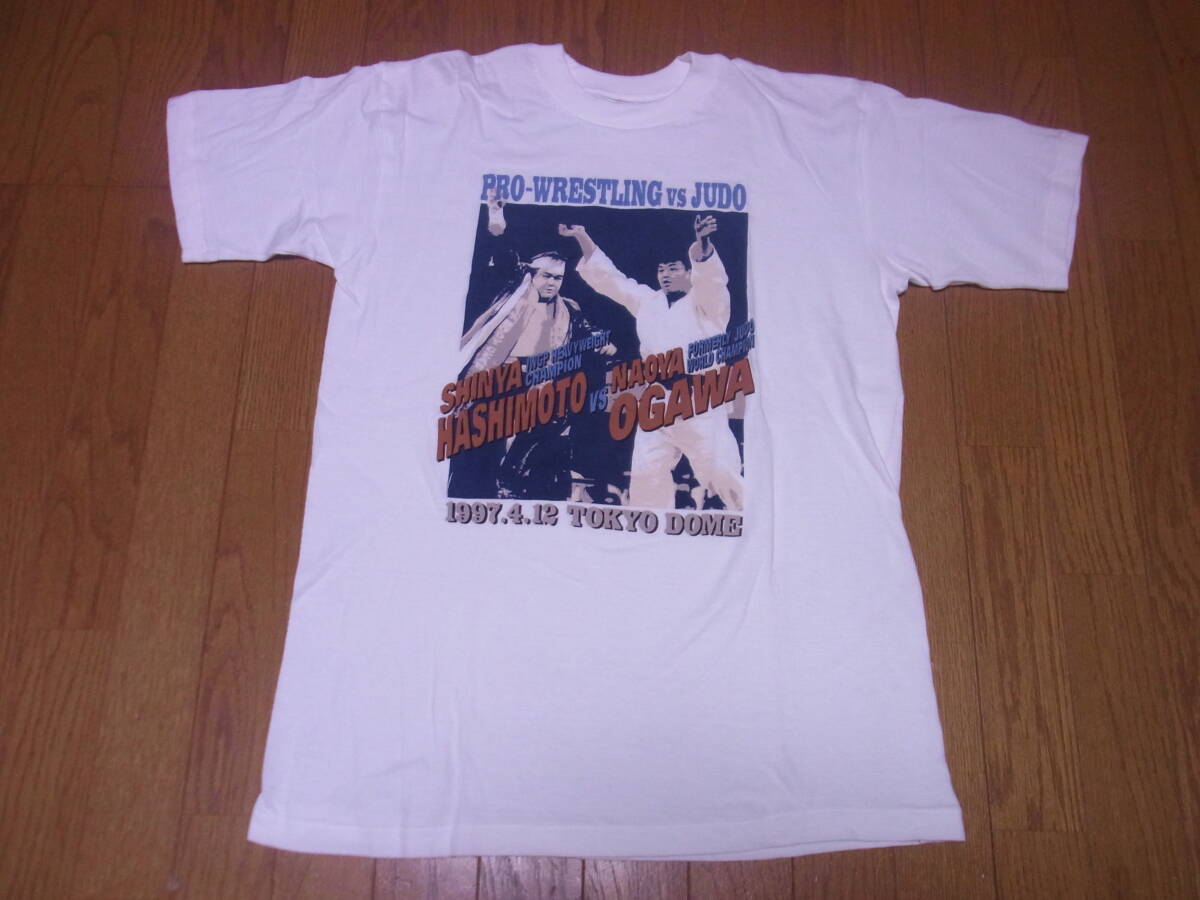 PRO-WRESTLING vs JUDO
IWGP HEAVYWEIGHT
CHAMPION
SHINYA
HASHIMOTO
VS
FORMERLY JUDO
WORLD CHAMPION
NAOYA
OGAWA
1997.4.12 TOKYO DOME